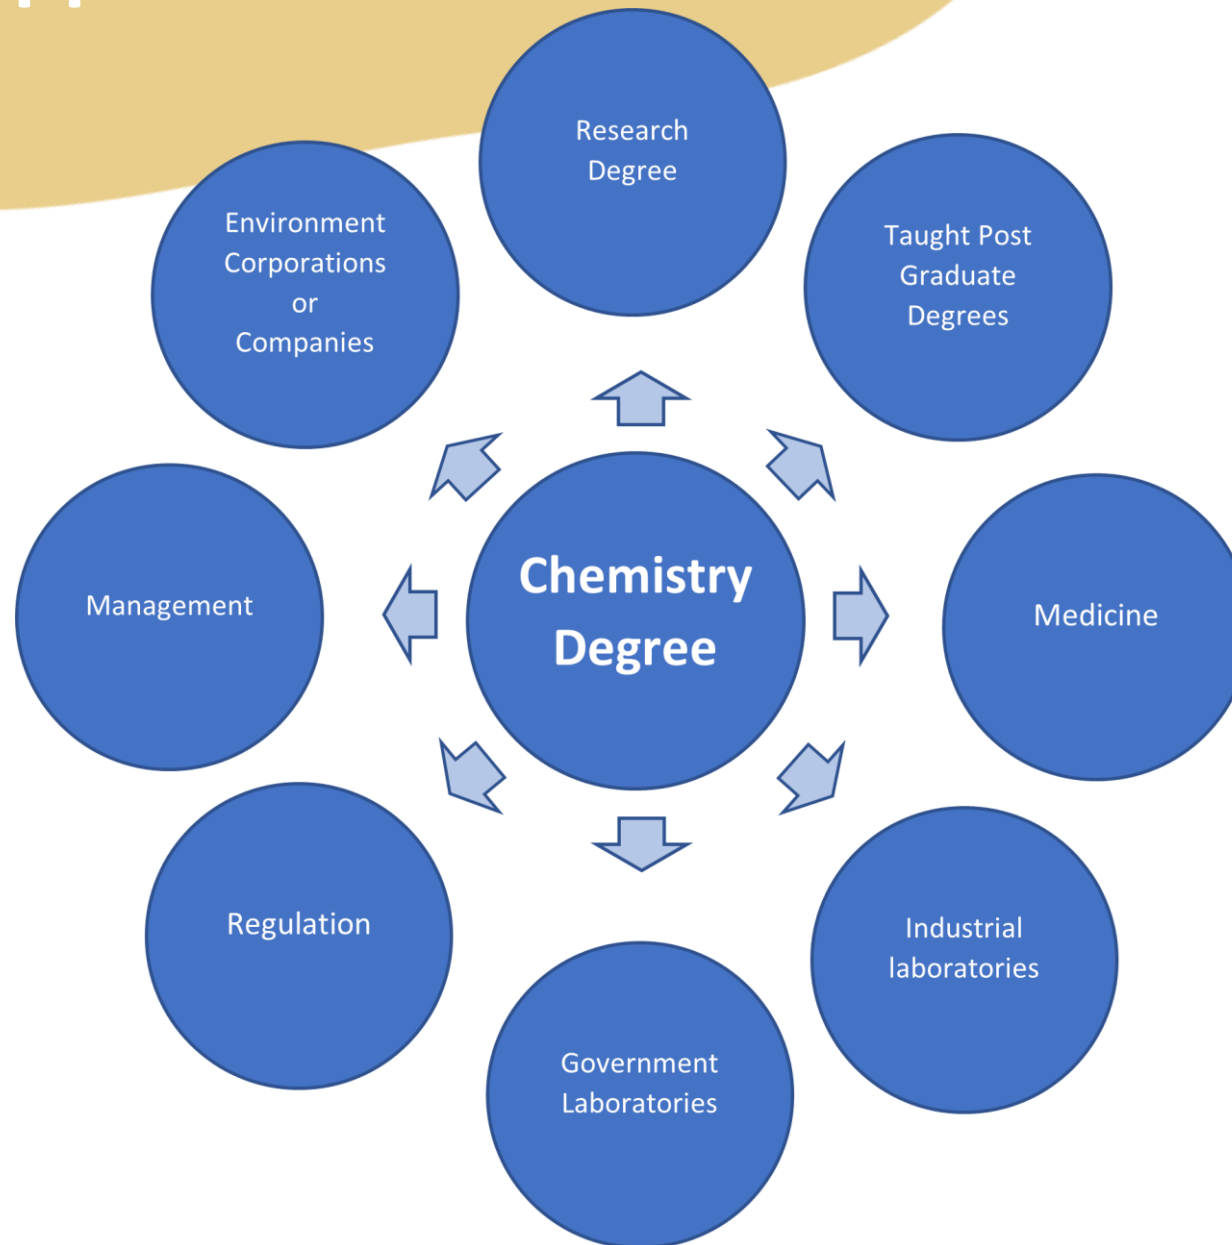 Research
Degree
Taught Post
Graduate
Degrees
Medicine
Industrial
laboratories
Government
Laboratories
Regulation
Management
Environment
Corporations
or
Companies
Chemistry
Degree